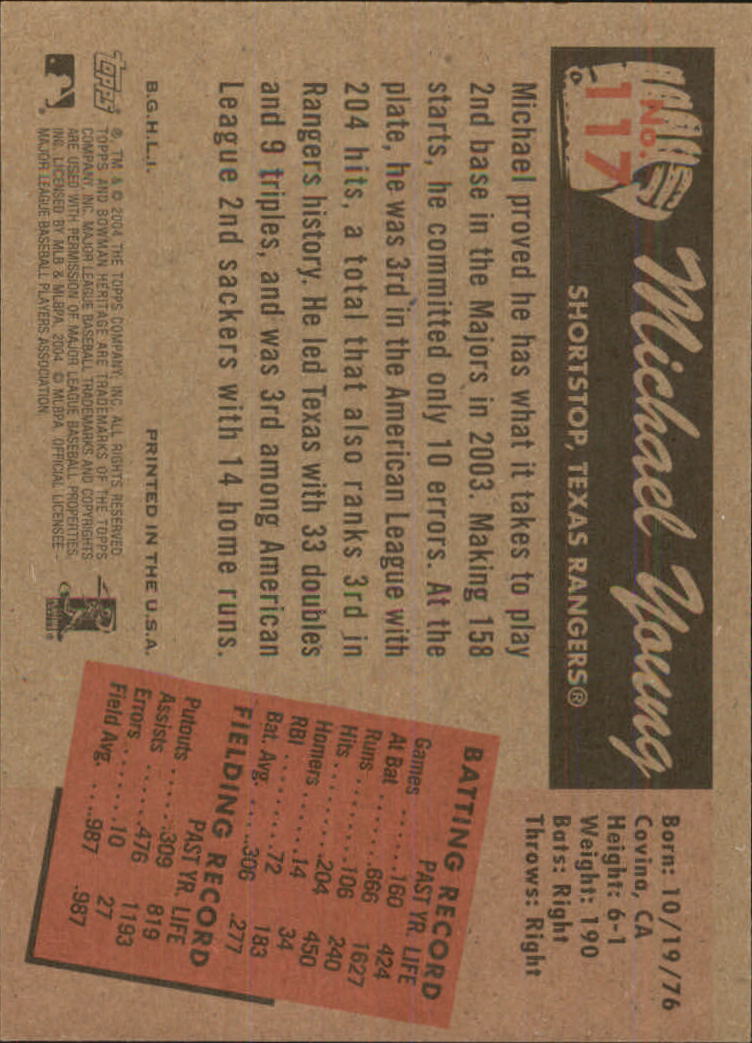 No.
117
Michael Young
SHORTSTOP, TEXAS RANGERS®
Born: 10/19/76
Covina, CA
Height: 6-1
Weight: 190
Bats: Right
Throws: Right
Michael proved he has what it takes to play
2nd base in the Majors in 2003. Making 158
starts, he committed only 10 errors. At the
plate, he was 3rd in the American League with
204 hits, a total that also ranks 3rd in
Rangers history. He led Texas with 33 doubles
and 9 triples, and was 3rd among American
League 2nd sackers with 14 home runs.
BATTING RECORD
PAST YR. LIFE
Games ......160 424
At Bat ......666 1627
Runs ........106 240
Hits ........204 450
Homers ......14 34
RBI ........72 183
Bat. Avg. .....306 .277
FIELDING RECORD
PAST YR. LIFE
Putouts .....309 819
Assists .....476 1193
Errors ......10 27
Field Avg. .....987 .987
B.G.H.L.I. PRINTED IN THE U.S.A.
TOPPS
®, TM & © 2004 THE TOPPS COMPANY, INC. ALL RIGHTS RESERVED.
TOPPS AND BOWMAN HERITAGE ARE TRADEMARKS OF THE TOPPS
COMPANY, INC. MAJOR LEAGUE BASEBALL TRADEMARKS AND COPYRIGHTS
ARE USED WITH PERMISSION OF MAJOR LEAGUE BASEBALL PROPERTIES,
INC. LICENSED BY MLB & MLBPA, 2004. © MLBPA. OFFICIAL LICENSEE –
MAJOR LEAGUE BASEBALL PLAYERS ASSOCIATION.